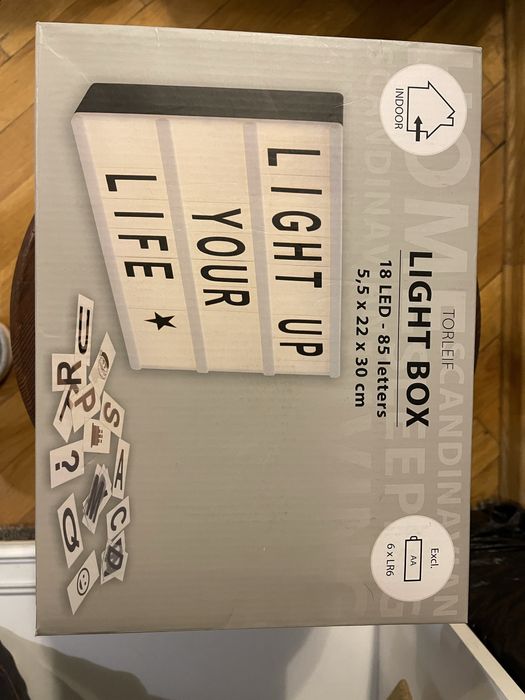 SCANDINAVIAN
INDOOR
TORLEIF
LIGHT BOX
18 LED - 85 letters
5,5 x 22 x 30 cm
Excl.
AA
6 x LR6
LIGHT UP
YOUR
LIFE ★
S
A
C
R
P
?
Q